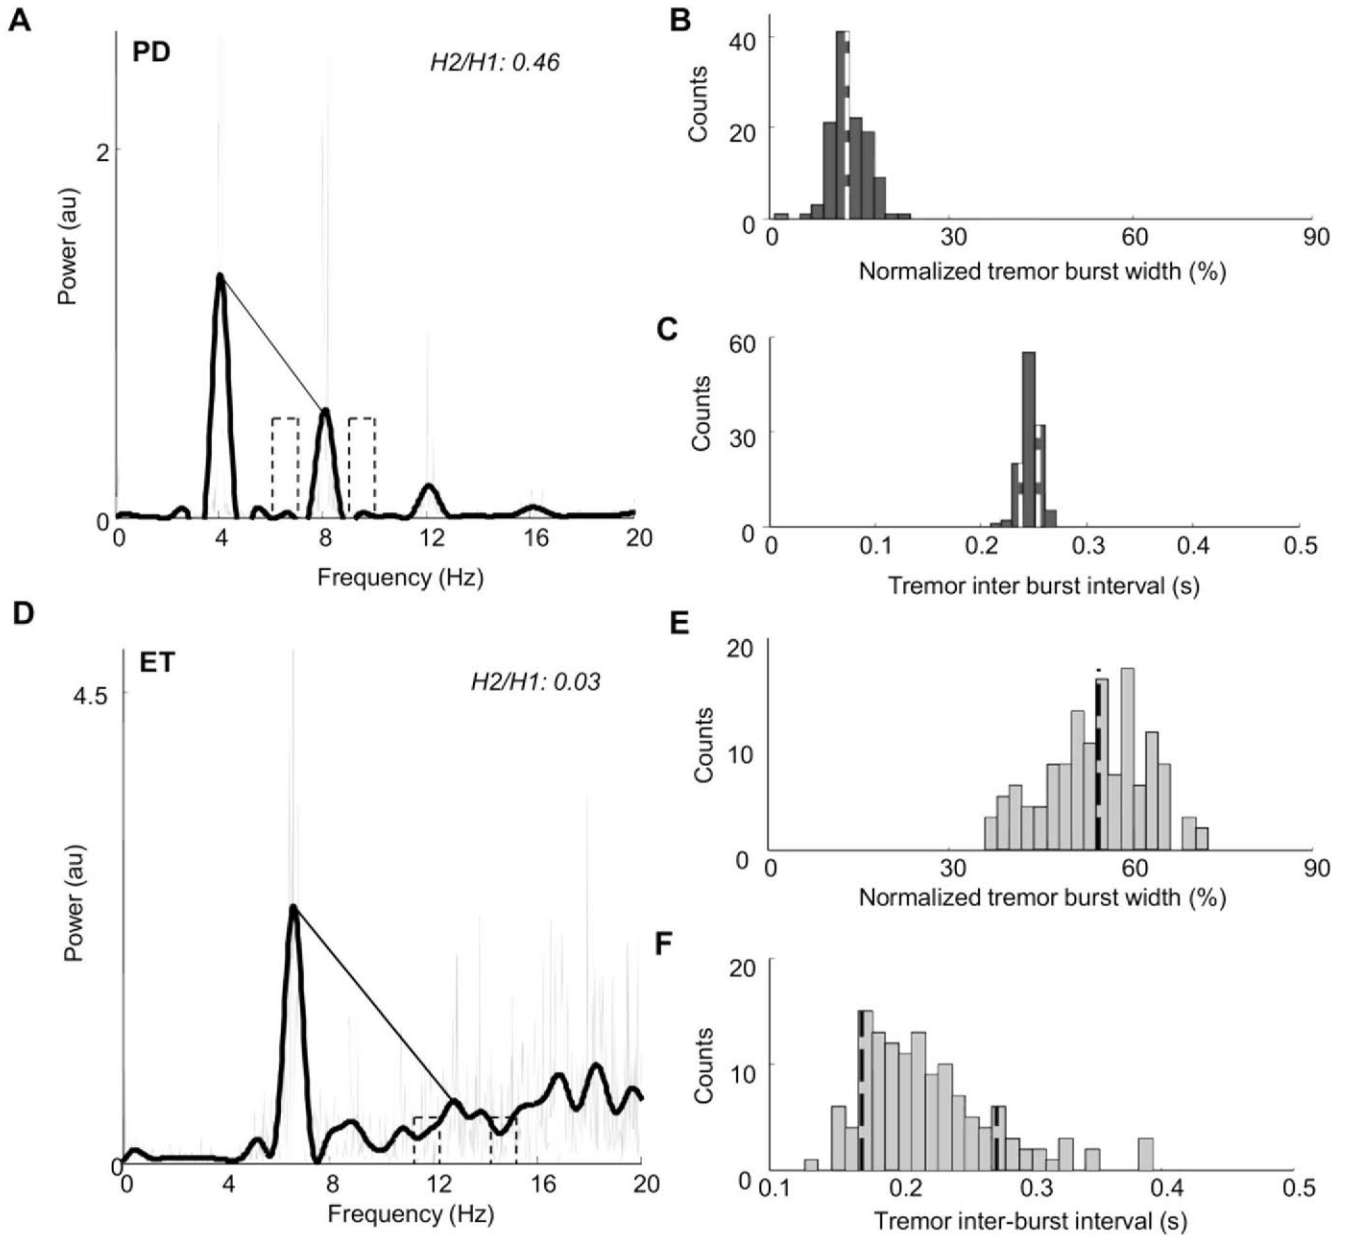 A
PD
H2/H1: 0.46
2
0
Power (au)
0 4 8 12 16 20
Frequency (Hz)
B
40
20
0
Counts
0 30 60 90
Normalized tremor burst width (%)
C
60
30
0
Counts
0 0.1 0.2 0.3 0.4 0.5
Tremor inter burst interval (s)
D
ET
H2/H1: 0.03
4.5
0
Power (au)
0 4 8 12 16 20
Frequency (Hz)
E
20
10
0
Counts
0 30 60 90
Normalized tremor burst width (%)
F
20
10
0
Counts
0.1 0.2 0.3 0.4 0.5
Tremor inter-burst interval (s)